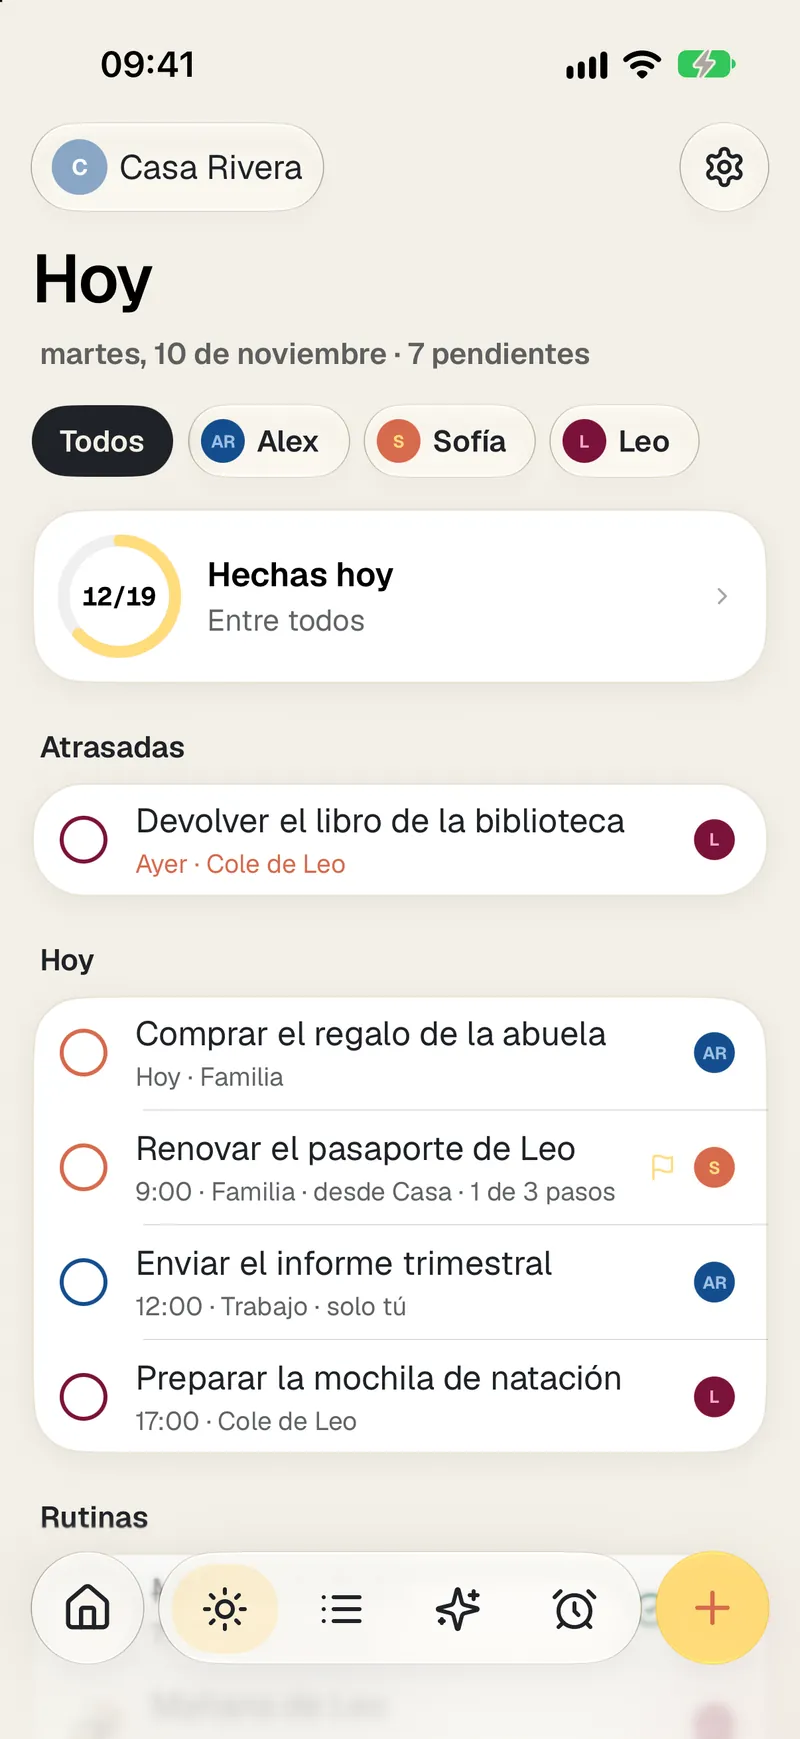 09:41
C Casa Rivera
Hoy
martes, 10 de noviembre · 7 pendientes
Todos AR Alex S Sofía L Leo
12/19
Hechas hoy
Entre todos
Atrasadas
Devolver el libro de la biblioteca
Ayer · Cole de Leo
L
Hoy
Comprar el regalo de la abuela
Hoy · Familia
AR
Renovar el pasaporte de Leo
9:00 · Familia · desde Casa · 1 de 3 pasos
S
Enviar el informe trimestral
12:00 · Trabajo · solo tú
AR
Preparar la mochila de natación
17:00 · Cole de Leo
L
Rutinas
Mañana de Leo